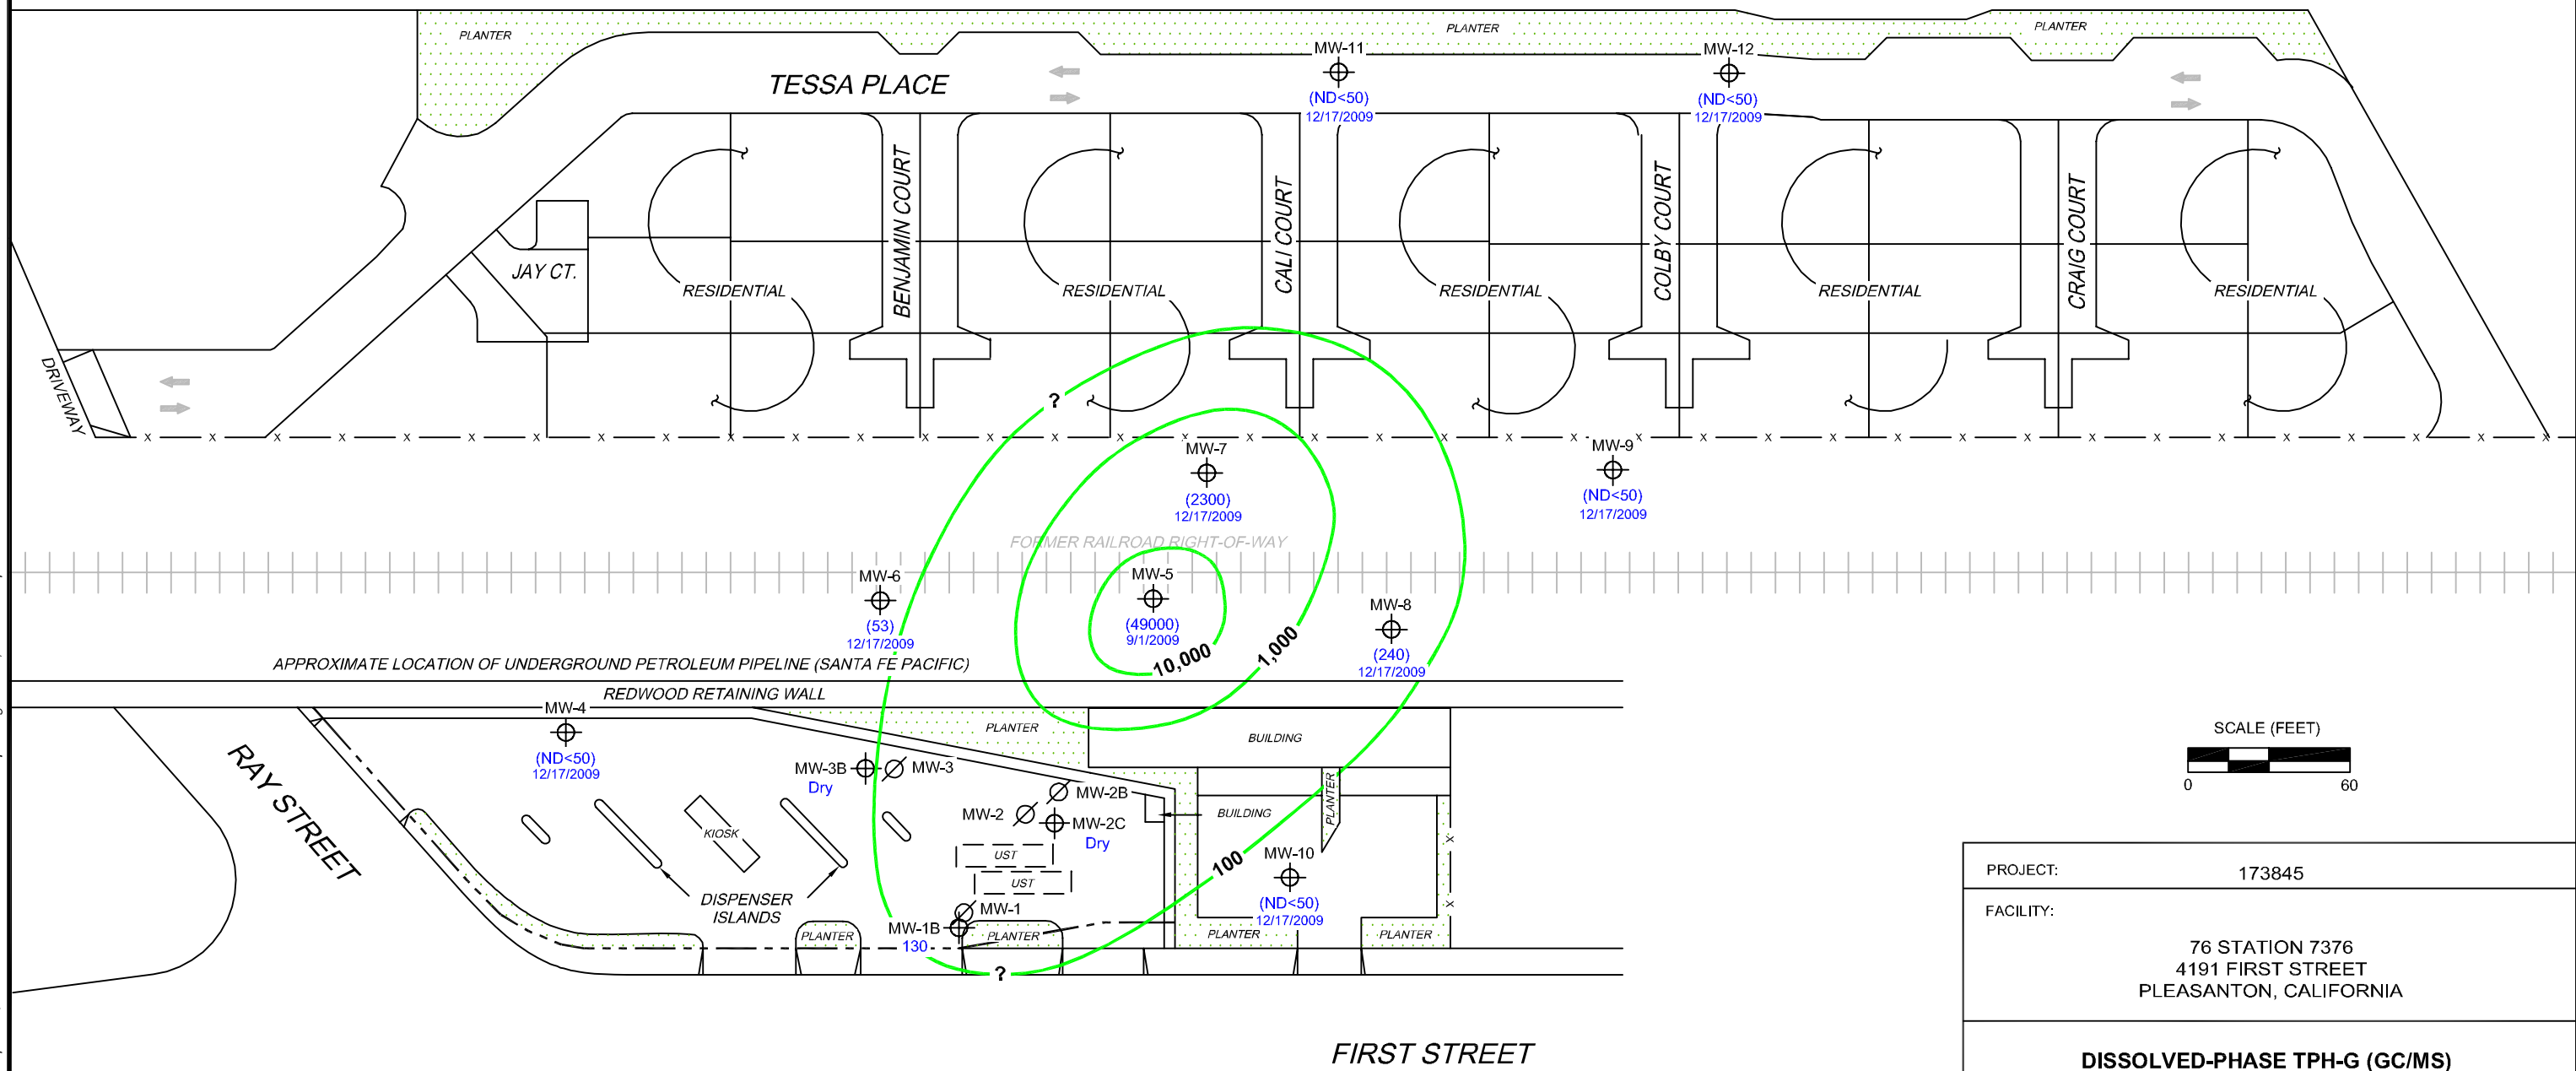 PLANTER
PLANTER
PLANTER
MW-11
(ND<50)
12/17/2009
MW-12
(ND<50)
12/17/2009
TESSA PLACE
JAY CT.
BENJAMIN COURT
CALI COURT
COLBY COURT
CRAIG COURT
RESIDENTIAL
RESIDENTIAL
RESIDENTIAL
RESIDENTIAL
RESIDENTIAL
DRIVEWAY
?
MW-7
(2300)
12/17/2009
MW-9
(ND<50)
12/17/2009
FORMER RAILROAD RIGHT-OF-WAY
MW-6
(53)
12/17/2009
MW-5
(49000)
9/1/2009
10,000
1,000
MW-8
(240)
12/17/2009
APPROXIMATE LOCATION OF UNDERGROUND PETROLEUM PIPELINE (SANTA FE PACIFIC)
REDWOOD RETAINING WALL
MW-4
(ND<50)
12/17/2009
PLANTER
BUILDING
MW-3B
Dry
MW-3
MW-2B
MW-2
MW-2C
Dry
BUILDING
PLANTER
KIOSK
UST
UST
RAY STREET
DISPENSER
ISLANDS
100
MW-10
(ND<50)
12/17/2009
MW-1
MW-1B
130
PLANTER
PLANTER
PLANTER
PLANTER
?
FIRST STREET
SCALE (FEET)
0 60
PROJECT: 173845
FACILITY:
76 STATION 7376
4191 FIRST STREET
PLEASANTON, CALIFORNIA
DISSOLVED-PHASE TPH-G (GC/MS)